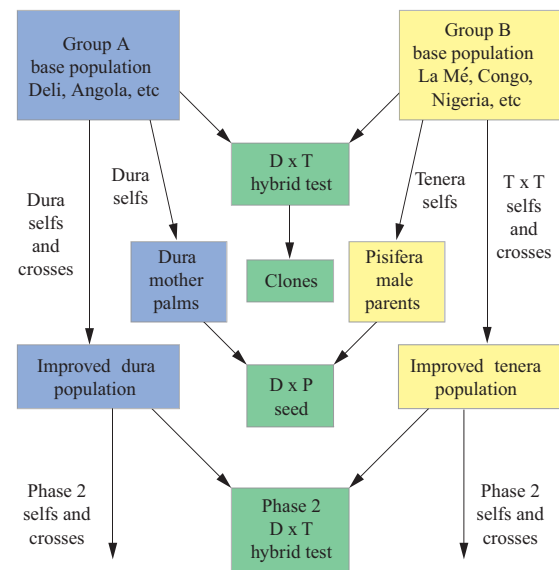 Group A
base population
Deli, Angola, etc
Group B
base population
La Mé, Congo,
Nigeria, etc
D x T
hybrid test
Dura
selfs
and
crosses
Dura
selfs
Tenera
selfs
T x T
selfs
and
crosses
Dura
mother
palms
Clones
Pisifera
male
parents
Improved dura
population
D x P
seed
Improved tenera
population
Phase 2
selfs and
crosses
Phase 2
D x T
hybrid test
Phase 2
selfs and
crosses